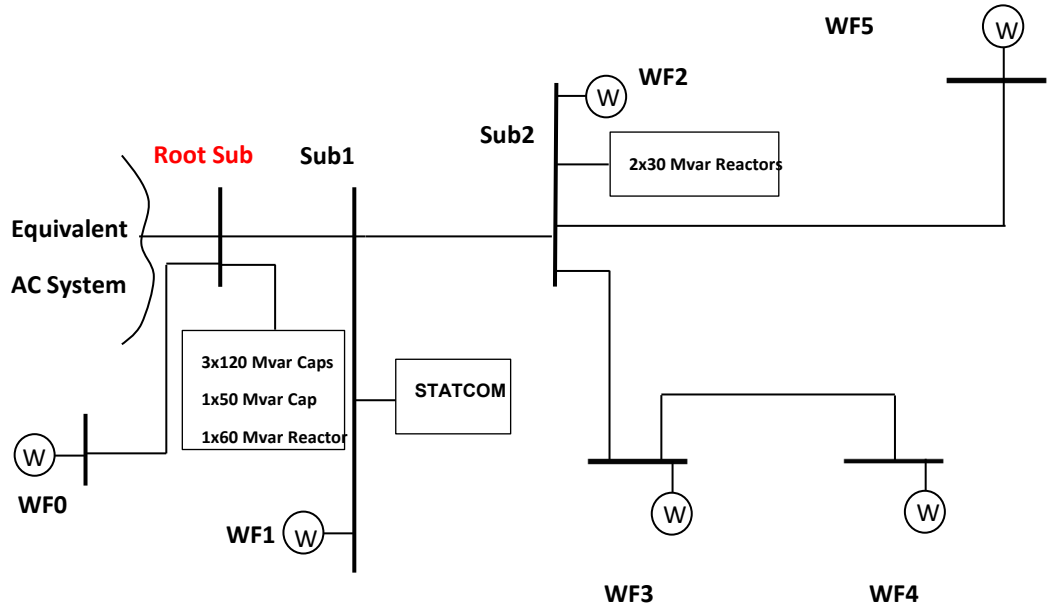 WF5
W
WF2
W
Sub2
Root Sub
Sub1
2x30 Mvar Reactors
Equivalent
AC System
3x120 Mvar Caps
1x50 Mvar Cap
1x60 Mvar Reactor
STATCOM
W
WF0
WF1
W
W
W
WF3
WF4